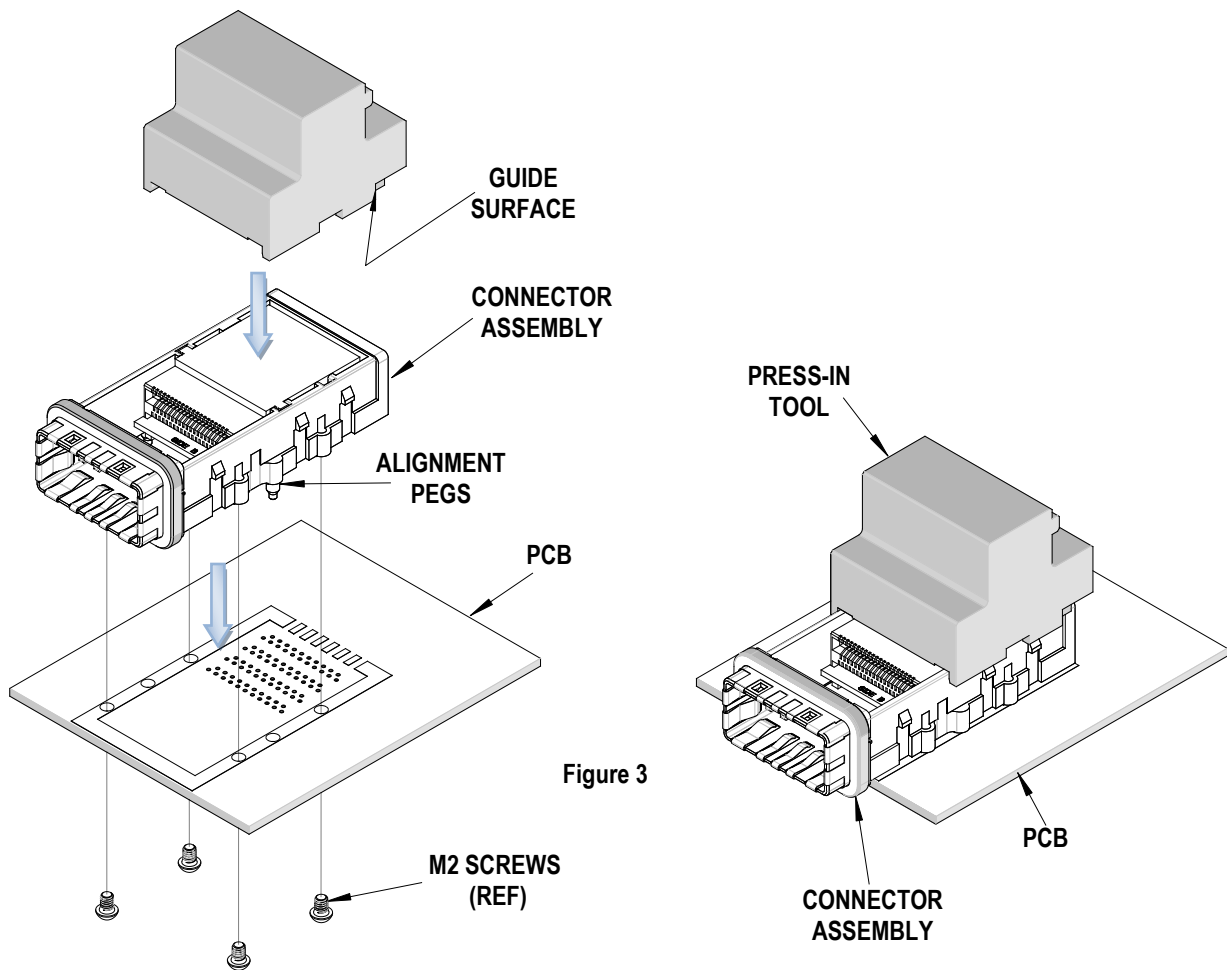 GUIDE
SURFACE
CONNECTOR
ASSEMBLY
ALIGNMENT
PEGS
PCB
M2 SCREWS
(REF)
Figure 3
PRESS-IN
TOOL
PCB
CONNECTOR
ASSEMBLY